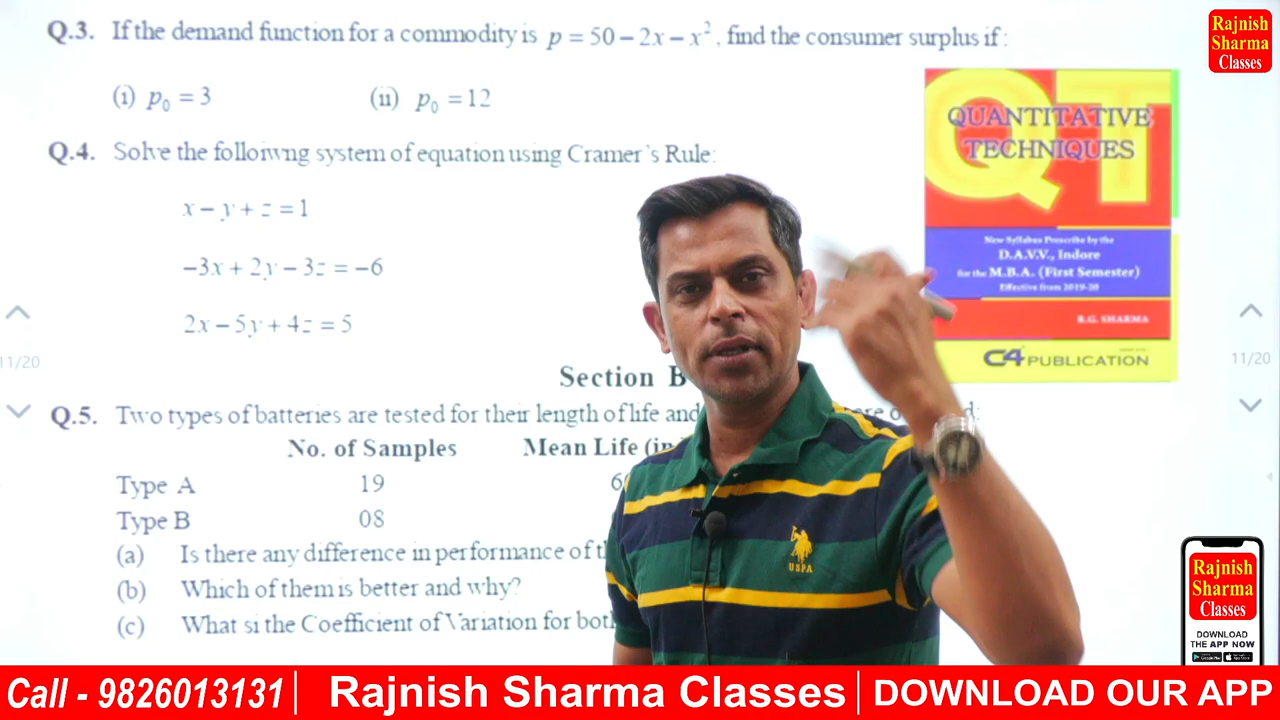 Q.3. If the demand function for a commodity is p = 50 – 2x – x², find the consumer surplus if :
(i) p₀ = 3 (ii) p₀ = 12
Q.4. Solve the folloiwng system of equation using Cramer's Rule:
x – y + z = 1
–3x + 2y – 3z = –6
2x – 5y + 4z = 5
Section B
Q.5. Two types of batteries are tested for their length of life and
No. of Samples Mean Life (in
Type A 19 6
Type B 08
(a) Is there any difference in performance of
(b) Which of them is better and why?
(c) What si the Coefficient of Variation for
11/20
11/20
Rajnish
Sharma
Classes
QT
QUANTITATIVE
TECHNIQUES
New Syllabus Prescribe by the
D.A.V.V., Indore
for the M.B.A. (First Semester)
Effective from 2019-20
R.G. SHARMA
C4 PUBLICATION
USPA
Rajnish
Sharma
Classes
DOWNLOAD
THE APP NOW
Call - 9826013131 | Rajnish Sharma Classes | DOWNLOAD OUR APP